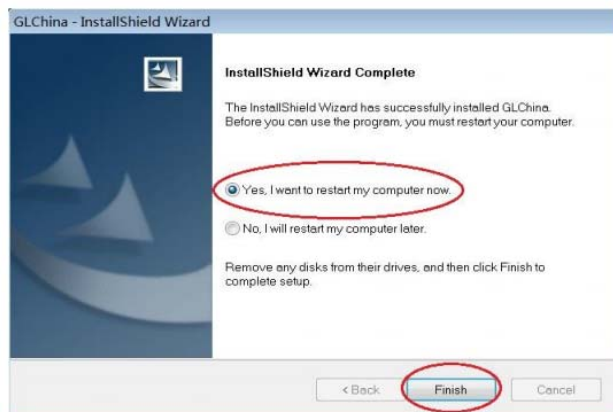 GLChina - InstallShield Wizard
InstallShield Wizard Complete
The InstallShield Wizard has successfully installed GLChina.
Before you can use the program, you must restart your computer.
Yes, I want to restart my computer now.
No, I will restart my computer later.
Remove any disks from their drives, and then click Finish to
complete setup.
< Back
Finish
Cancel